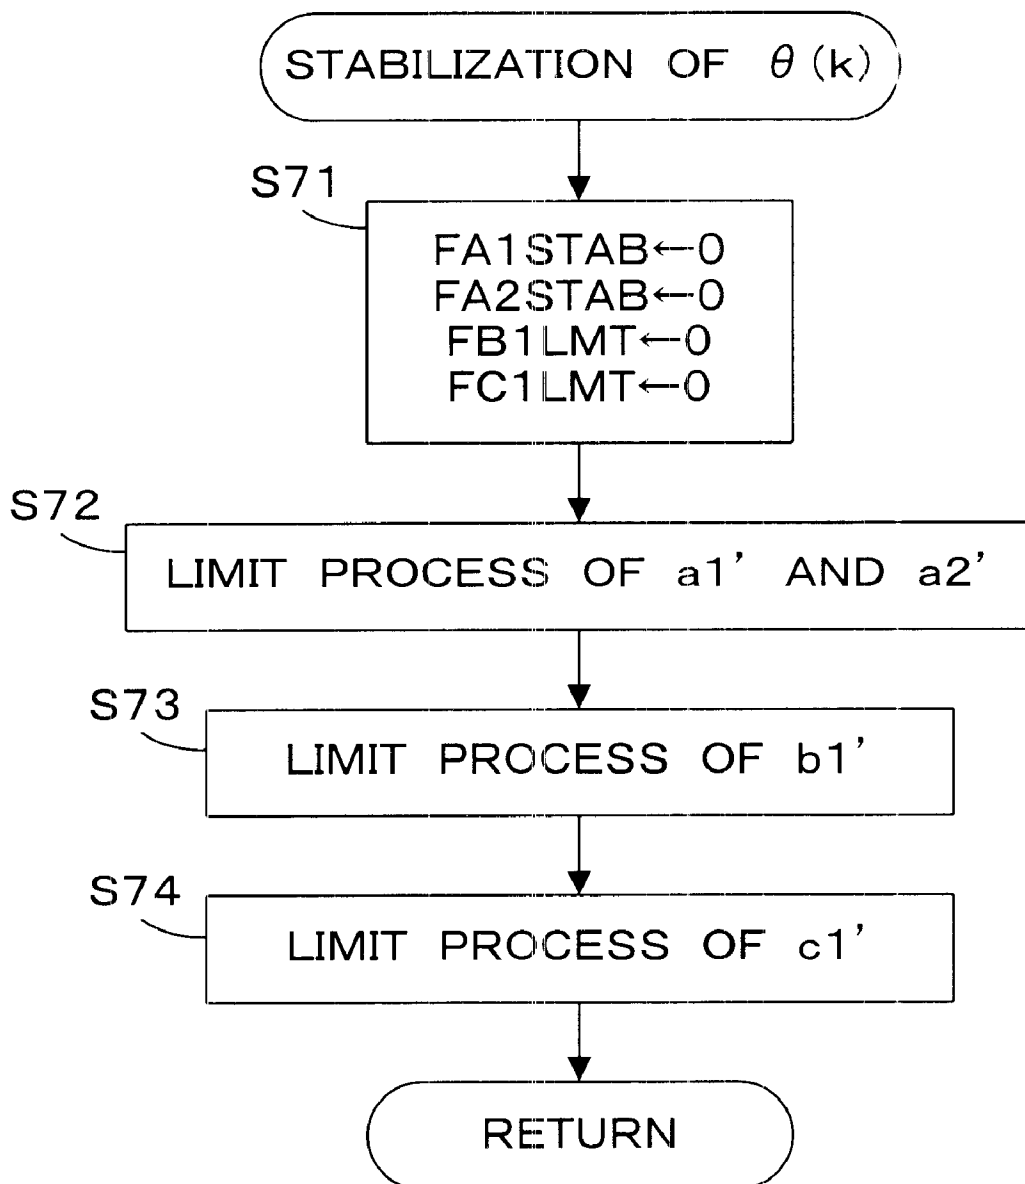 STABILIZATION OF θ(k)
S71
FA1STAB←0
FA2STAB←0
FB1LMT←0
FC1LMT←0
S72
LIMIT PROCESS OF a1' AND a2'
S73
LIMIT PROCESS OF b1'
S74
LIMIT PROCESS OF c1'
RETURN